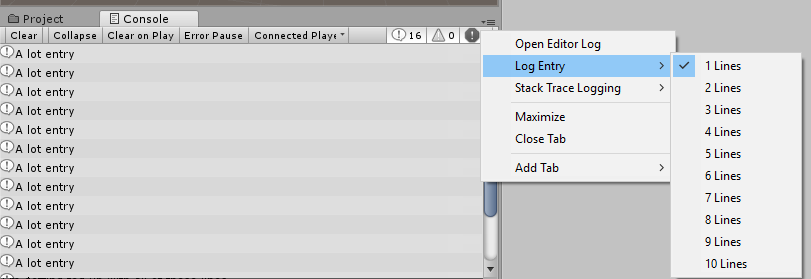 Project Console
Clear Collapse Clear on Play Error Pause Connected Playe 16 0
A lot entry
A lot entry
A lot entry
A lot entry
A lot entry
A lot entry
A lot entry
A lot entry
A lot entry
A lot entry
A lot entry
A lot entry
Open Editor Log
Log Entry
Stack Trace Logging
Maximize
Close Tab
Add Tab
1 Lines
2 Lines
3 Lines
4 Lines
5 Lines
6 Lines
7 Lines
8 Lines
9 Lines
10 Lines